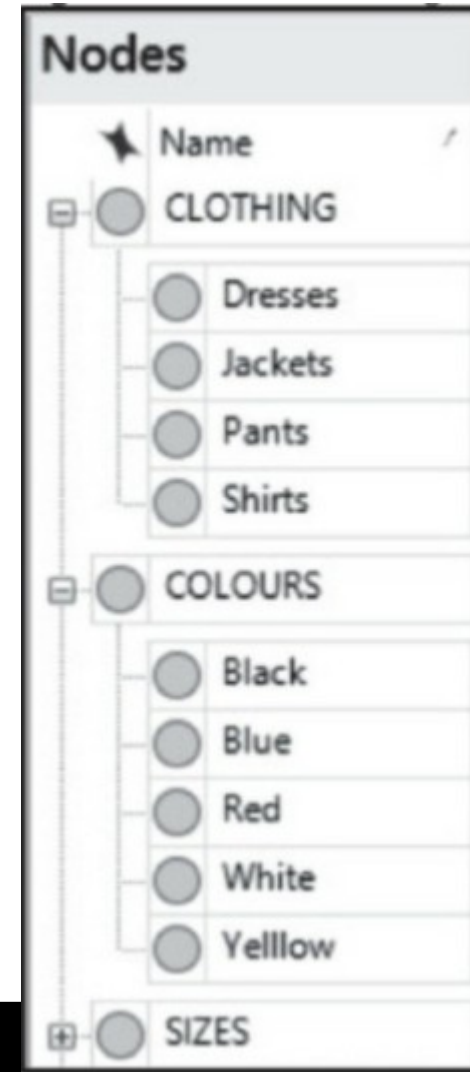 Nodes
Name
CLOTHING
Dresses
Jackets
Pants
Shirts
COLOURS
Black
Blue
Red
White
Yelllow
SIZES